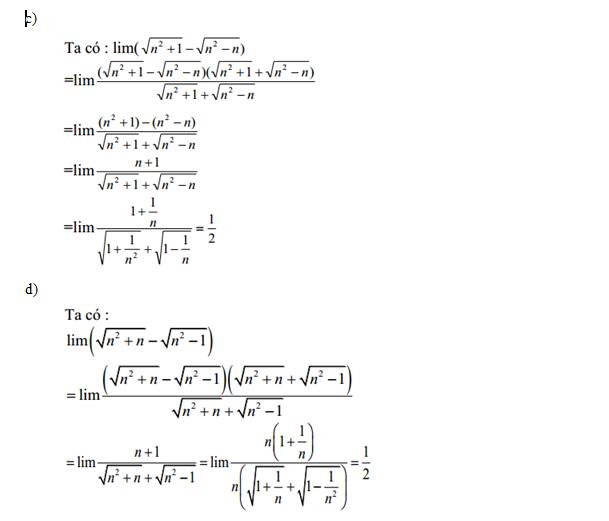 c)
Ta có : lim(√(n² +1) − √(n² − n))
=lim (√(n² +1) − √(n² − n))(√(n² +1) + √(n² − n)) / (√(n² +1) + √(n² − n))
=lim ((n² +1) − (n² − n)) / (√(n² +1) + √(n² − n))
=lim (n +1) / (√(n² +1) + √(n² − n))
=lim (1+ 1/n) / (√(1+ 1/n²) + √(1− 1/n)) = 1/2
d)
Ta có :
lim(√(n² + n) − √(n² −1))
= lim (√(n² + n) − √(n² −1))(√(n² + n) + √(n² −1)) / (√(n² + n) + √(n² −1))
= lim (n +1) / (√(n² + n) + √(n² −1)) = lim n(1+ 1/n) / n(√(1+ 1/n) + √(1− 1/n²)) = 1/2